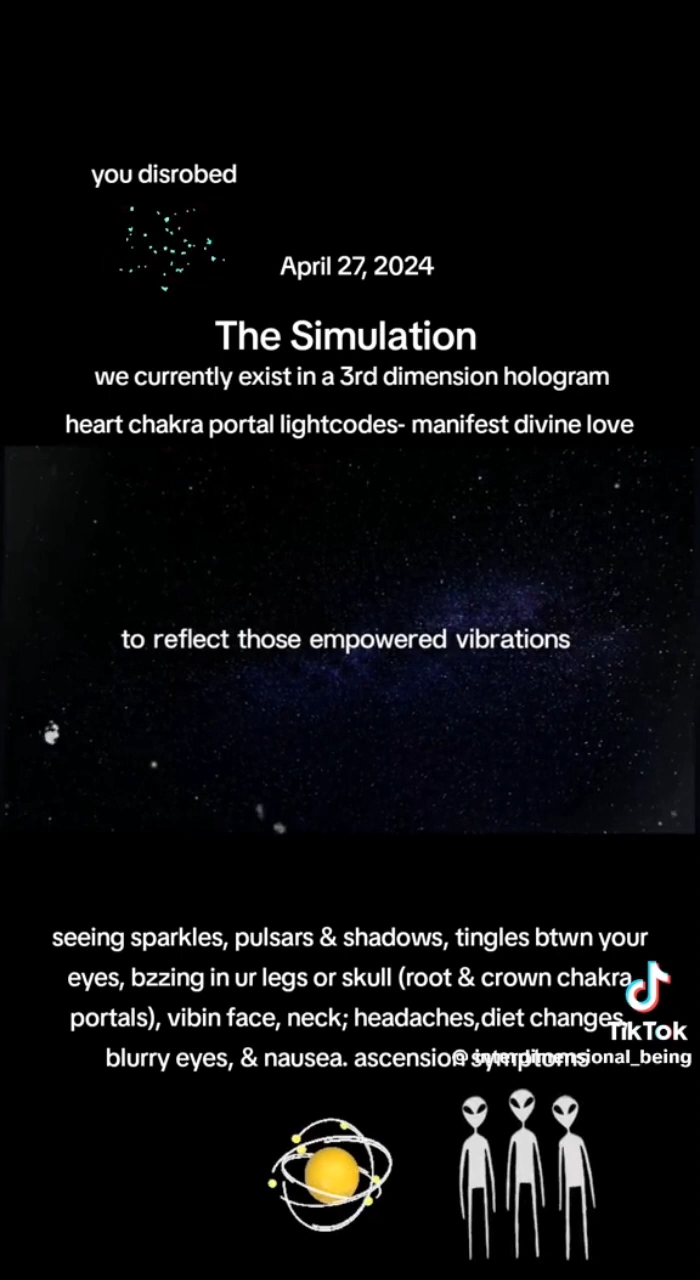 you disrobed
April 27, 2024
The Simulation
we currently exist in a 3rd dimension hologram
heart chakra portal lightcodes- manifest divine love
to reflect those empowered vibrations
seeing sparkles, pulsars & shadows, tingles btwn your
eyes, bzzing in ur legs or skull (root & crown chakra
portals), vibin face, neck; headaches,diet changes,
TikTok
blurry eyes, & nausea. ascension symptoms
@ interdimensional_being